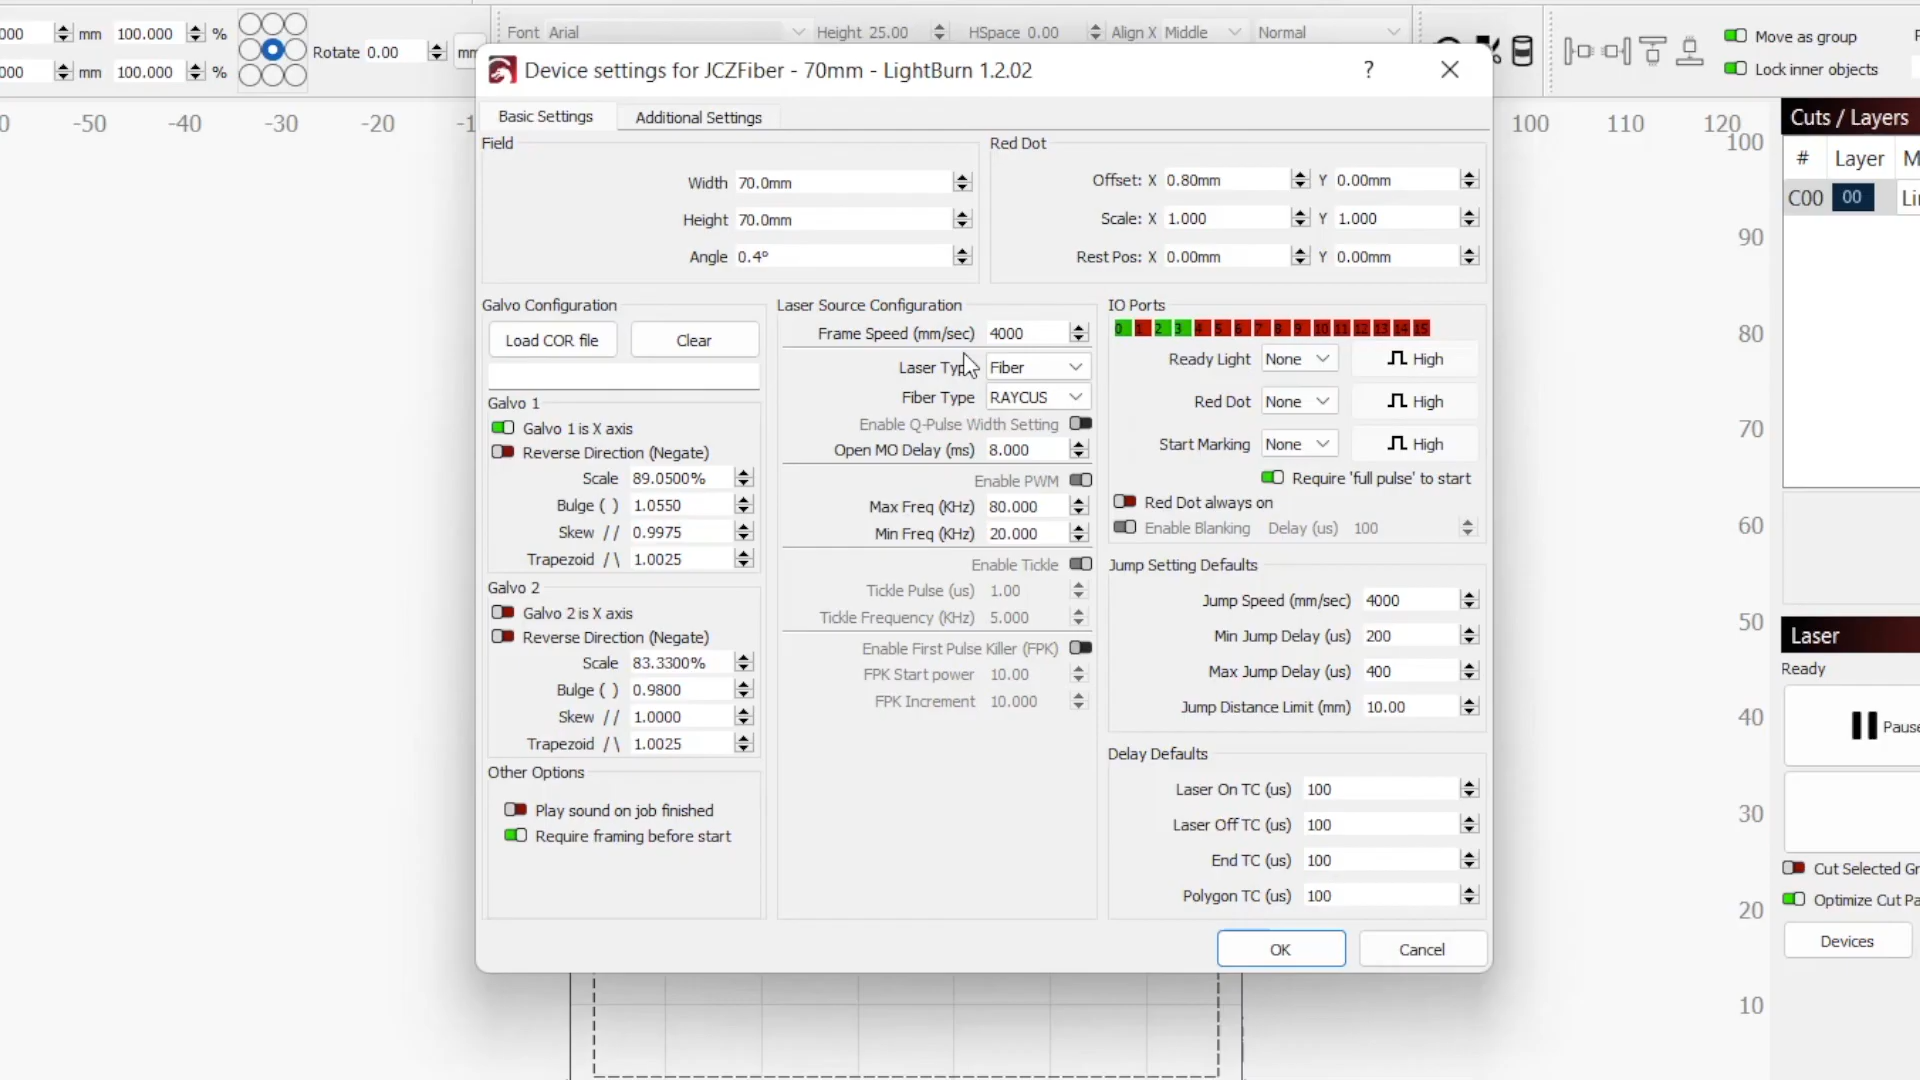 000 mm 100.000 % Rotate 0.00 mm
000 mm 100.000 %
Font Arial Height 25.00 HSpace 0.00 Align X Middle Normal
Move as group
Lock inner objects
Device settings for JCZFiber - 70mm - LightBurn 1.2.02 ?
0 -50 -40 -30 -20 -1 100 110 120
Basic Settings Additional Settings
Field
Width 70.0mm
Height 70.0mm
Angle 0.4°
Red Dot
Offset: X 0.80mm Y 0.00mm
Scale: X 1.000 Y 1.000
Rest Pos: X 0.00mm Y 0.00mm
Galvo Configuration
Load COR file Clear
Galvo 1
Galvo 1 is X axis
Reverse Direction (Negate)
Scale 89.0500%
Bulge ( ) 1.0550
Skew // 0.9975
Trapezoid /\ 1.0025
Galvo 2
Galvo 2 is X axis
Reverse Direction (Negate)
Scale 83.3300%
Bulge ( ) 0.9800
Skew // 1.0000
Trapezoid /\ 1.0025
Other Options
Play sound on job finished
Require framing before start
Laser Source Configuration
Frame Speed (mm/sec) 4000
Laser Type Fiber
Fiber Type RAYCUS
Enable Q-Pulse Width Setting
Open MO Delay (ms) 8.000
Enable PWM
Max Freq (KHz) 80.000
Min Freq (KHz) 20.000
Enable Tickle
Tickle Pulse (us) 1.00
Tickle Frequency (KHz) 5.000
Enable First Pulse Killer (FPK)
FPK Start power 10.00
FPK Increment 10.000
IO Ports
0 1 2 3 4 5 6 7 8 9 10 11 12 13 14 15
Ready Light None High
Red Dot None High
Start Marking None High
Require 'full pulse' to start
Red Dot always on
Enable Blanking Delay (us) 100
Jump Setting Defaults
Jump Speed (mm/sec) 4000
Min Jump Delay (us) 200
Max Jump Delay (us) 400
Jump Distance Limit (mm) 10.00
Delay Defaults
Laser On TC (us) 100
Laser Off TC (us) 100
End TC (us) 100
Polygon TC (us) 100
OK Cancel
100
90
80
70
60
50
40
30
20
10
Cuts / Layers
# Layer M
C00 00 Li
Laser
Ready
Pause
Cut Selected Gr
Optimize Cut Pa
Devices